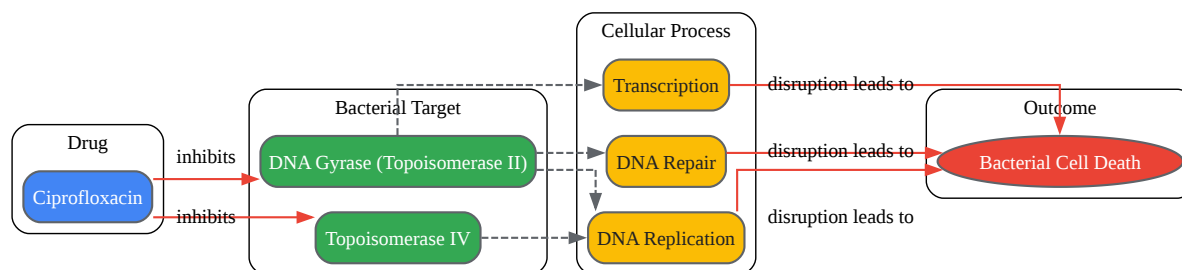 Cellular Process
Transcription
disruption leads to
Bacterial Target
Outcome
Drug
inhibits
DNA Gyrase (Topoisomerase II)
DNA Repair
disruption leads to
Bacterial Cell Death
Ciprofloxacin
inhibits
Topoisomerase IV
DNA Replication
disruption leads to